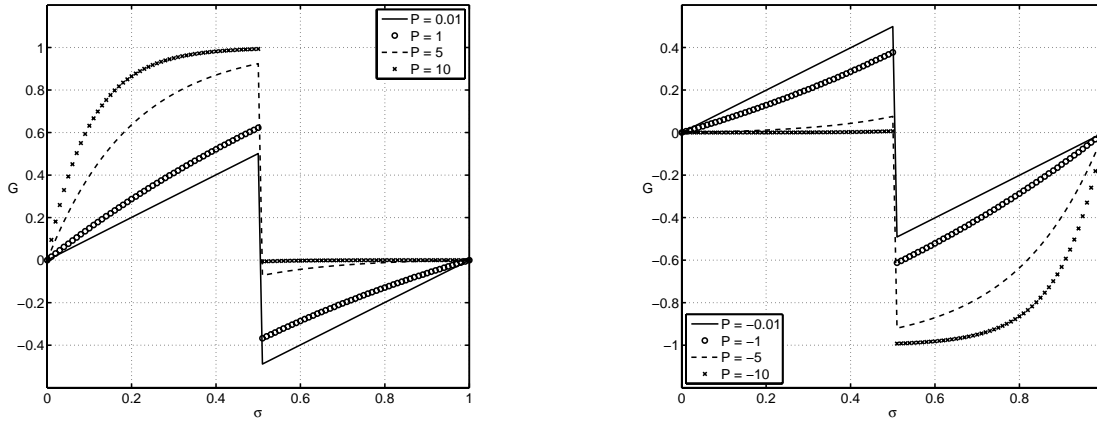 P = 0.01
P = 1
P = 5
P = 10
1
0.8
0.6
0.4
0.2
0
−0.2
−0.4
G
0 0.2 0.4 0.6 0.8 1
σ
0.4
0.2
0
−0.2
−0.4
−0.6
−0.8
−1
G
P = −0.01
P = −1
P = −5
P = −10
0 0.2 0.4 0.6 0.8
σ